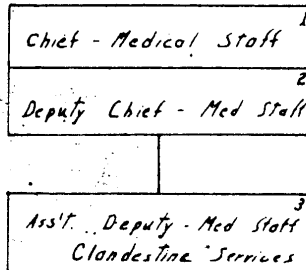 1
Chief - Medical Staff
2
Deputy Chief - Med Staff
3
Ass't. Deputy - Med Staff
Clandestine Services